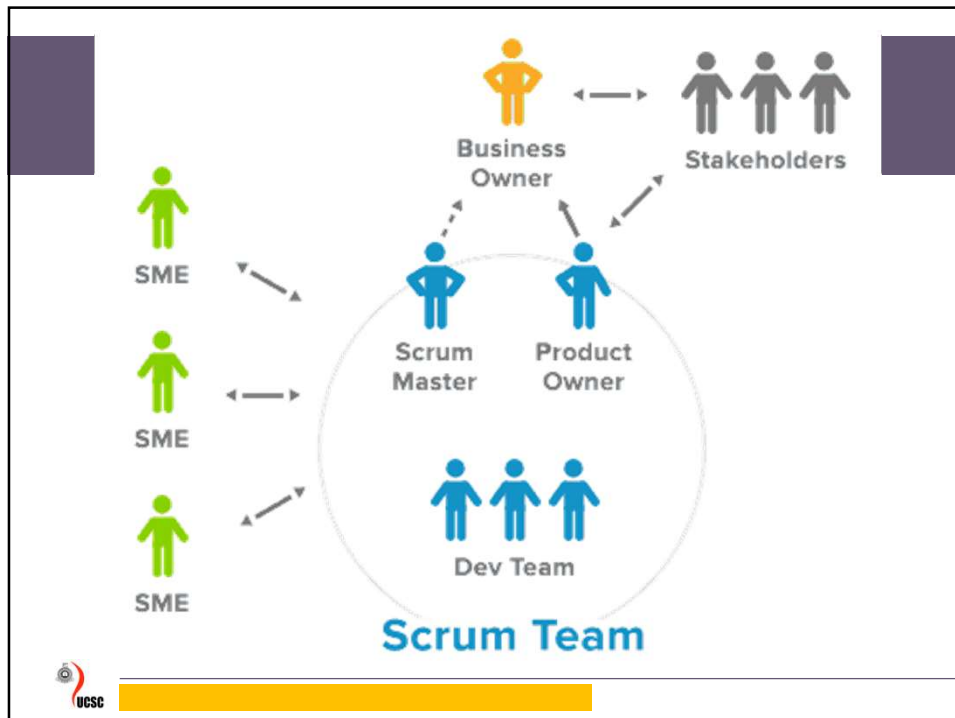 Business
Owner
Stakeholders
SME
Scrum
Master
Product
Owner
SME
Dev Team
SME
Scrum Team
UCSC